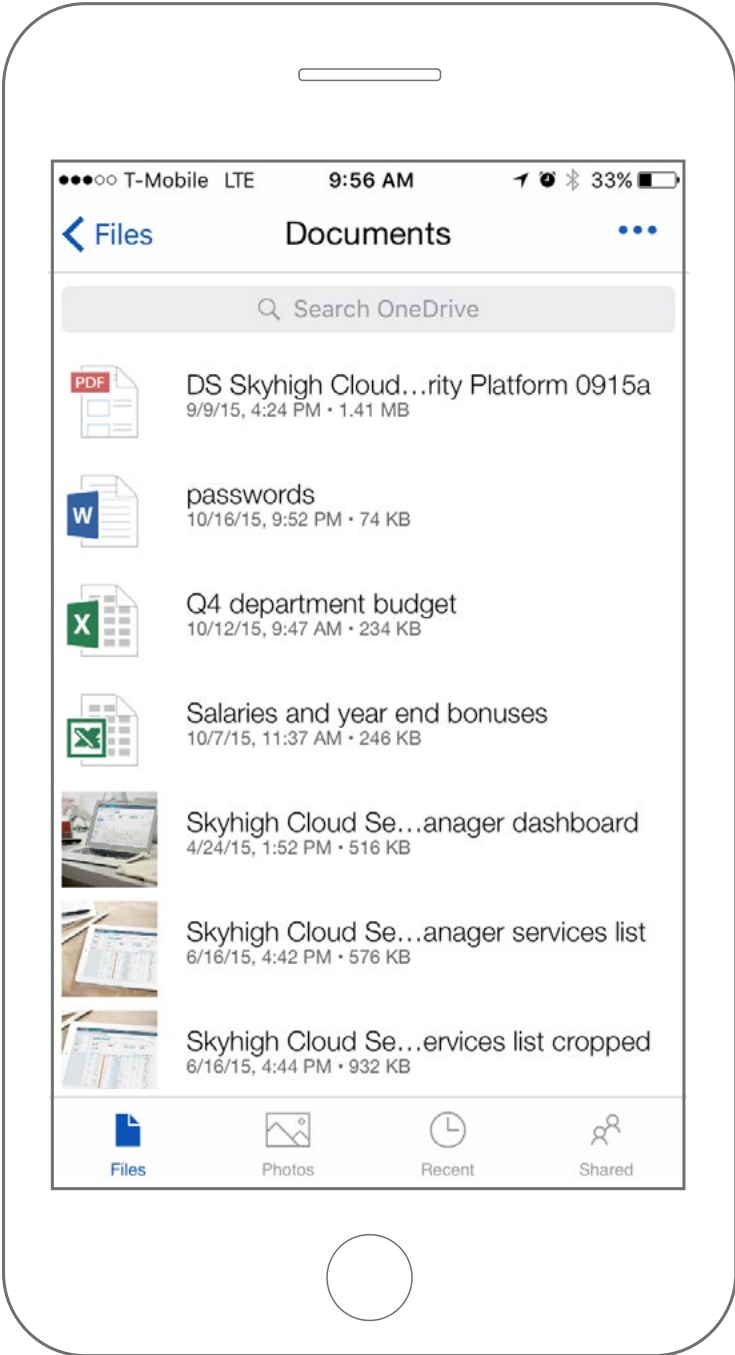 T-Mobile LTE 9:56 AM 33%
Files Documents
Search OneDrive
PDF
DS Skyhigh Cloud...rity Platform 0915a
9/9/15, 4:24 PM • 1.41 MB
W
passwords
10/16/15, 9:52 PM • 74 KB
X
Q4 department budget
10/12/15, 9:47 AM • 234 KB
X
Salaries and year end bonuses
10/7/15, 11:37 AM • 246 KB
Skyhigh Cloud Se...anager dashboard
4/24/15, 1:52 PM • 516 KB
Skyhigh Cloud Se...anager services list
6/16/15, 4:42 PM • 576 KB
Skyhigh Cloud Se...ervices list cropped
6/16/15, 4:44 PM • 932 KB
Files Photos Recent Shared